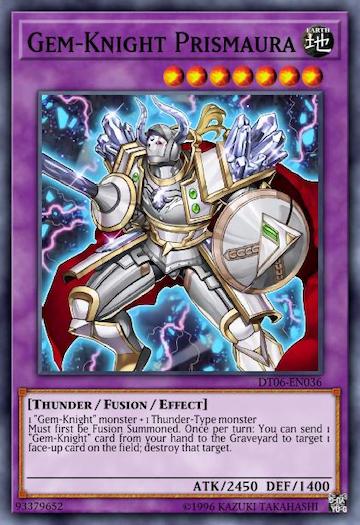 GEM-KNIGHT PRISMAURA
EARTH
地
DT06-EN036
[THUNDER / FUSION / EFFECT]
1 "Gem-Knight" monster + 1 Thunder-Type monster
Must first be Fusion Summoned. Once per turn: You can send 1
"Gem-Knight" card from your hand to the Graveyard to target 1
face-up card on the field; destroy that target.
ATK/2450 DEF/1400
93379652
©1996 KAZUKI TAKAHASHI